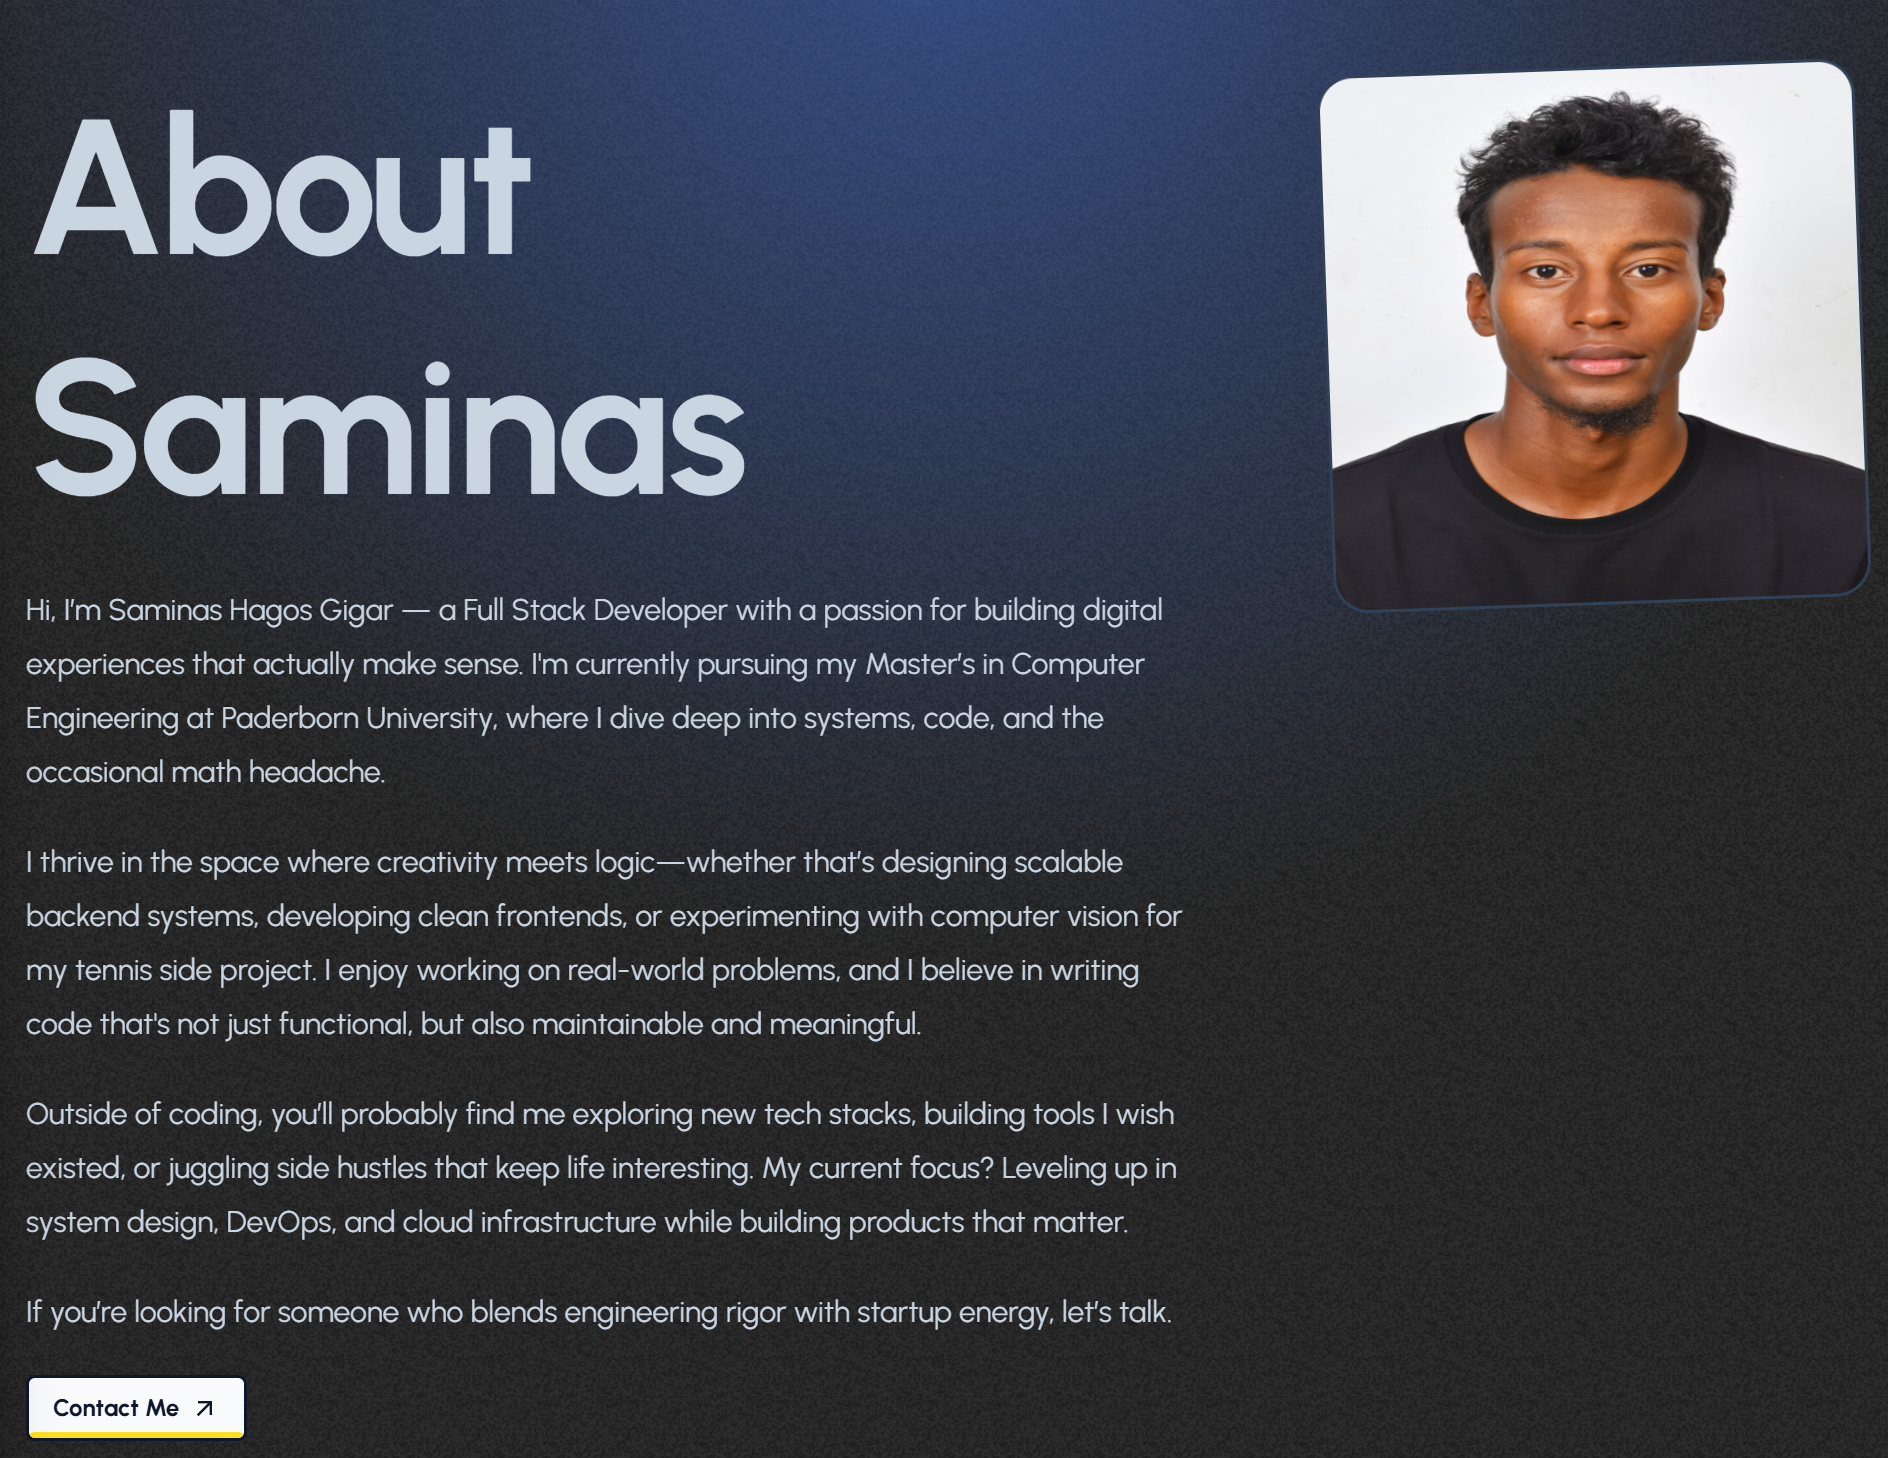 About
Saminas
Hi, I’m Saminas Hagos Gigar — a Full Stack Developer with a passion for building digital
experiences that actually make sense. I'm currently pursuing my Master’s in Computer
Engineering at Paderborn University, where I dive deep into systems, code, and the
occasional math headache.
I thrive in the space where creativity meets logic—whether that’s designing scalable
backend systems, developing clean frontends, or experimenting with computer vision for
my tennis side project. I enjoy working on real-world problems, and I believe in writing
code that's not just functional, but also maintainable and meaningful.
Outside of coding, you’ll probably find me exploring new tech stacks, building tools I wish
existed, or juggling side hustles that keep life interesting. My current focus? Leveling up in
system design, DevOps, and cloud infrastructure while building products that matter.
If you’re looking for someone who blends engineering rigor with startup energy, let’s talk.
Contact Me